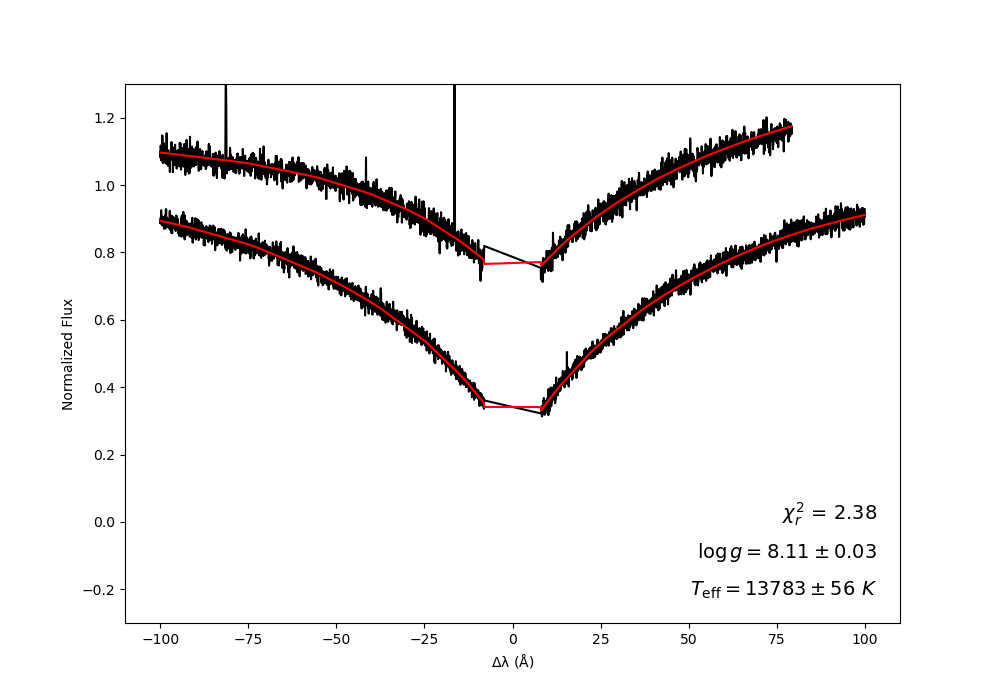 1.2
1.0
0.8
0.6
0.4
0.2
0.0
−0.2
Normalized Flux
−100 −75 −50 −25 0 25 50 75 100
Δλ (Å)
χ²ᵣ = 2.38
log g = 8.11 ± 0.03
T_eff = 13783 ± 56 K